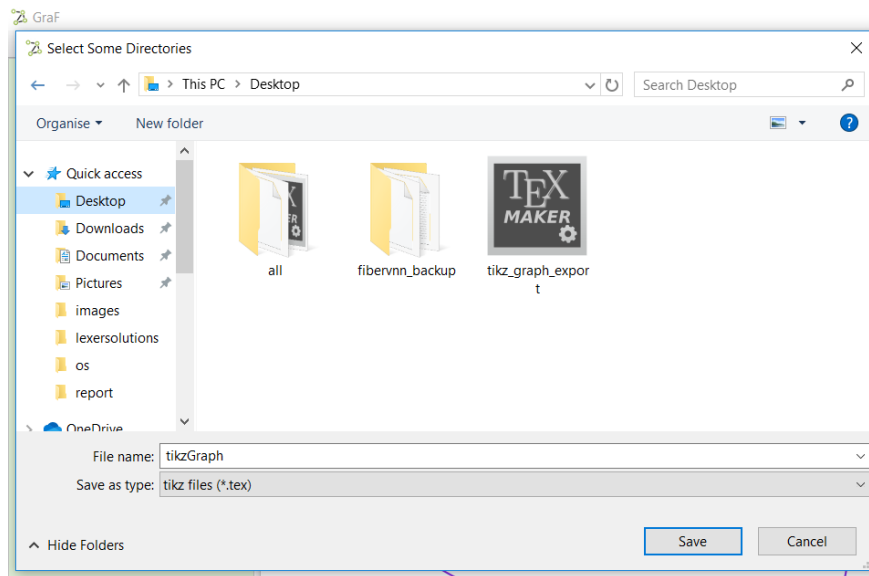 GraF
Select Some Directories
This PC > Desktop
Search Desktop
Organise
New folder
Quick access
Desktop
Downloads
Documents
Pictures
images
lexersolutions
os
report
OneDrive
TEX
MAKER
all
fibervnn_backup
tikz_graph_expor
t
File name: tikzGraph
Save as type: tikz files (*.tex)
Hide Folders
Save
Cancel